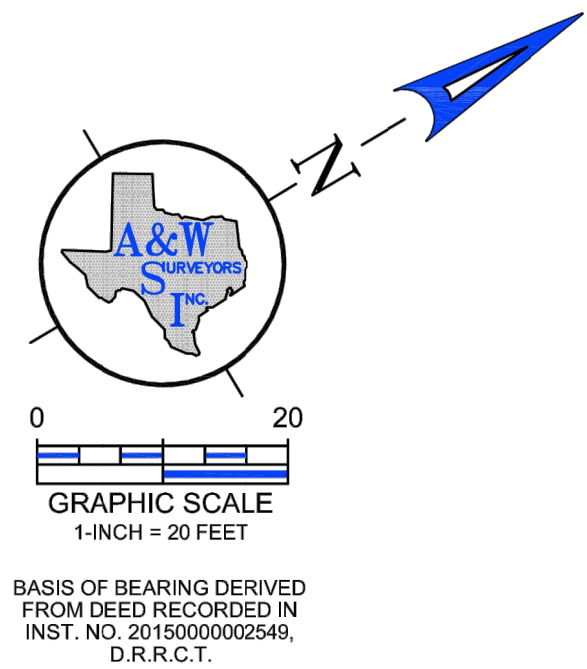 N
A&W
SURVEYORS
INC.
0 20
GRAPHIC SCALE
1-INCH = 20 FEET
BASIS OF BEARING DERIVED
FROM DEED RECORDED IN
INST. NO. 20150000002549,
D.R.R.C.T.